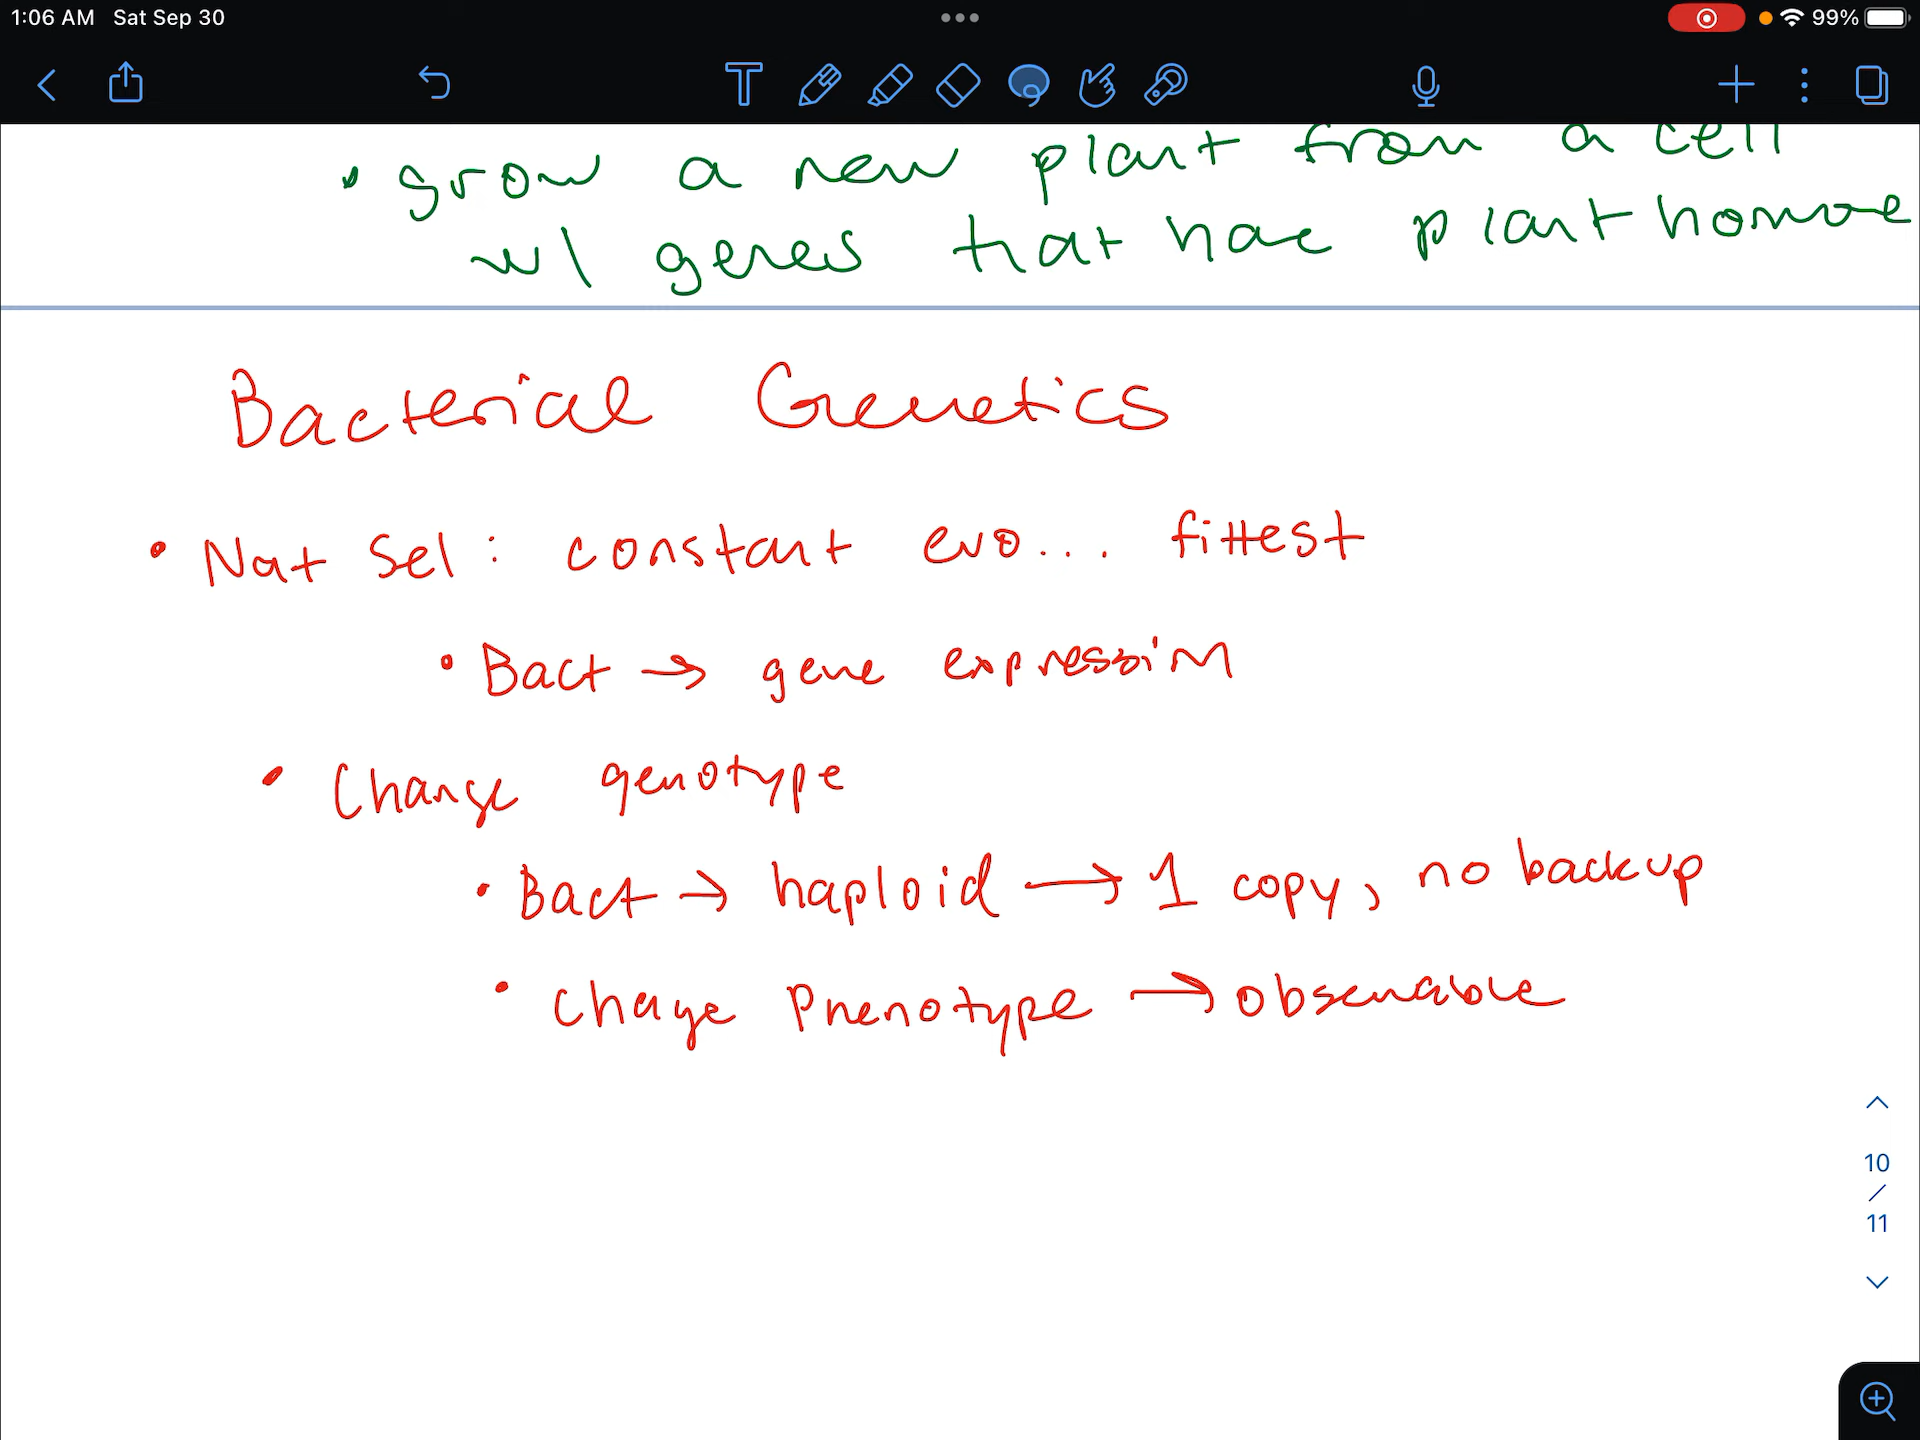 1:06 AM Sat Sep 30
99%
• grow a new plant from a cell
w/ genes that hae plant homoe
Bacterial Genetics
• Nat Sel: constant evo... fittest
• Bact → gene expression
• Change genotype
• Bact → haploid → 1 copy, no backup
• Change Phenotype → observable
10
/
11